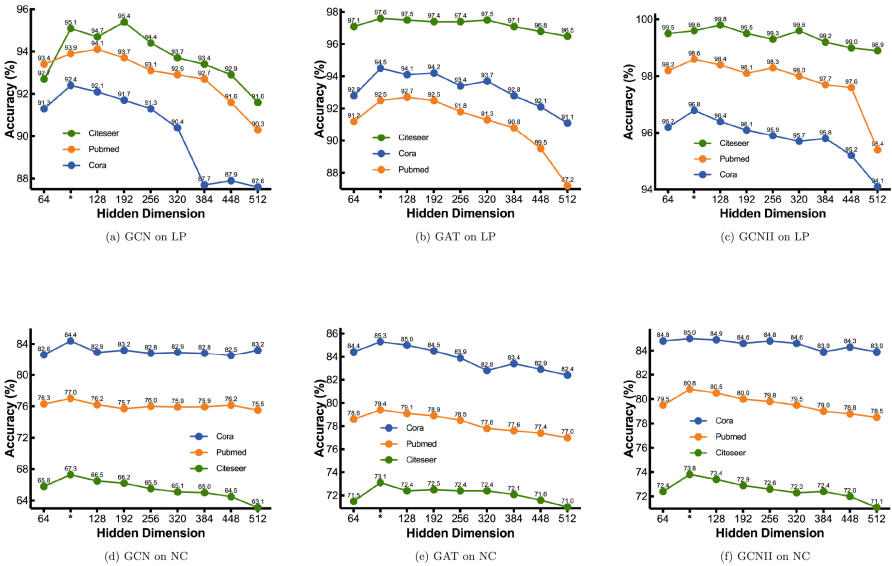 95.1
95.4
94.7
94.4
93.7
93.4
92.9
91.6
92.7
93.4
93.9
94.1
93.7
93.1
92.9
92.7
91.6
90.3
91.3
92.4
92.1
91.7
91.3
90.4
87.7
87.9
87.6
96
94
92
90
88
Accuracy (%)
Citeseer
Pubmed
Cora
64 * 128 192 256 320 384 448 512
Hidden Dimension
(a) GCN on LP
97.1 97.6 97.5 97.4 97.4 97.5 97.1 96.8 96.5
92.8 94.5 94.1 94.2 93.4 93.7 92.8 92.1 91.1
91.2 92.5 92.7 92.5 91.8 91.3 90.8 89.5 87.2
98
96
94
92
90
88
Accuracy (%)
Citeseer
Cora
Pubmed
64 * 128 192 256 320 384 448 512
Hidden Dimension
(b) GAT on LP
99.5 99.6 99.8 99.5 99.3 99.6 99.2 99.0 98.9
98.2 98.6 98.4 98.1 98.3 98.0 97.7 97.6 95.4
96.2 96.8 96.4 96.1 95.9 95.7 95.8 95.2 94.1
100
98
96
94
Accuracy (%)
Citeseer
Pubmed
Cora
64 * 128 192 256 320 384 448 512
Hidden Dimension
(c) GCNII on LP
82.6 84.4 82.9 83.2 82.8 82.9 82.8 82.5 83.2
76.3 77.0 76.2 75.7 76.0 75.9 75.9 76.2 75.5
65.8 67.3 66.5 66.2 65.5 65.1 65.0 64.5 63.1
84
80
76
72
68
64
Accuracy (%)
Cora
Pubmed
Citeseer
64 * 128 192 256 320 384 448 512
Hidden Dimension
(d) GCN on NC
84.4 85.3 85.0 84.5 83.9 82.8 83.4 82.9 82.4
78.6 79.4 79.1 78.9 78.5 77.8 77.6 77.4 77.0
71.5 73.1 72.4 72.5 72.4 72.4 72.1 71.6 71.0
86
84
82
80
78
76
74
72
Accuracy (%)
Cora
Pubmed
Citeseer
64 * 128 192 256 320 384 448 512
Hidden Dimension
(e) GAT on NC
84.8 85.0 84.9 84.6 84.8 84.6 83.9 84.3 83.9
79.5 80.8 80.5 80.0 79.8 79.5 79.0 78.8 78.5
72.4 73.8 73.4 72.9 72.6 72.3 72.4 72.0 71.1
84
82
80
78
76
74
72
Accuracy (%)
Cora
Pubmed
Citeseer
64 * 128 192 256 320 384 448 512
Hidden Dimension
(f) GCNII on NC